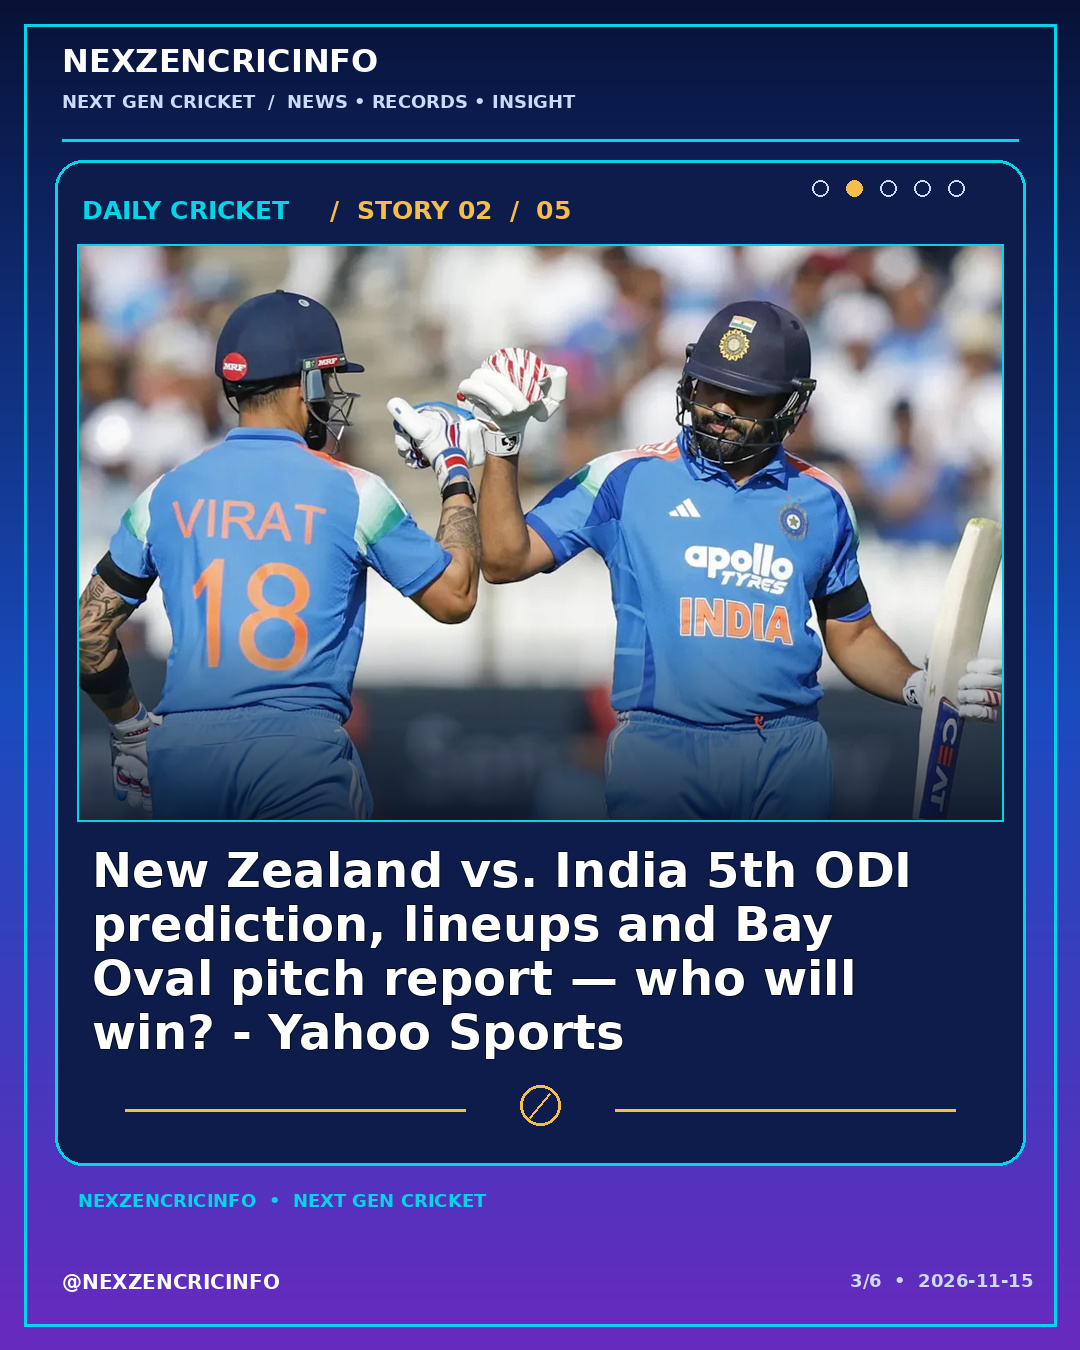 NEXZENCRICINFO
NEXT GEN CRICKET / NEWS • RECORDS • INSIGHT
DAILY CRICKET / STORY 02 / 05
MRF
MRF
VIRAT
18
apollo
TYRES
INDIA
CEAT
New Zealand vs. India 5th ODI
prediction, lineups and Bay
Oval pitch report — who will
win? - Yahoo Sports
NEXZENCRICINFO • NEXT GEN CRICKET
@NEXZENCRICINFO
3/6 • 2026-11-15